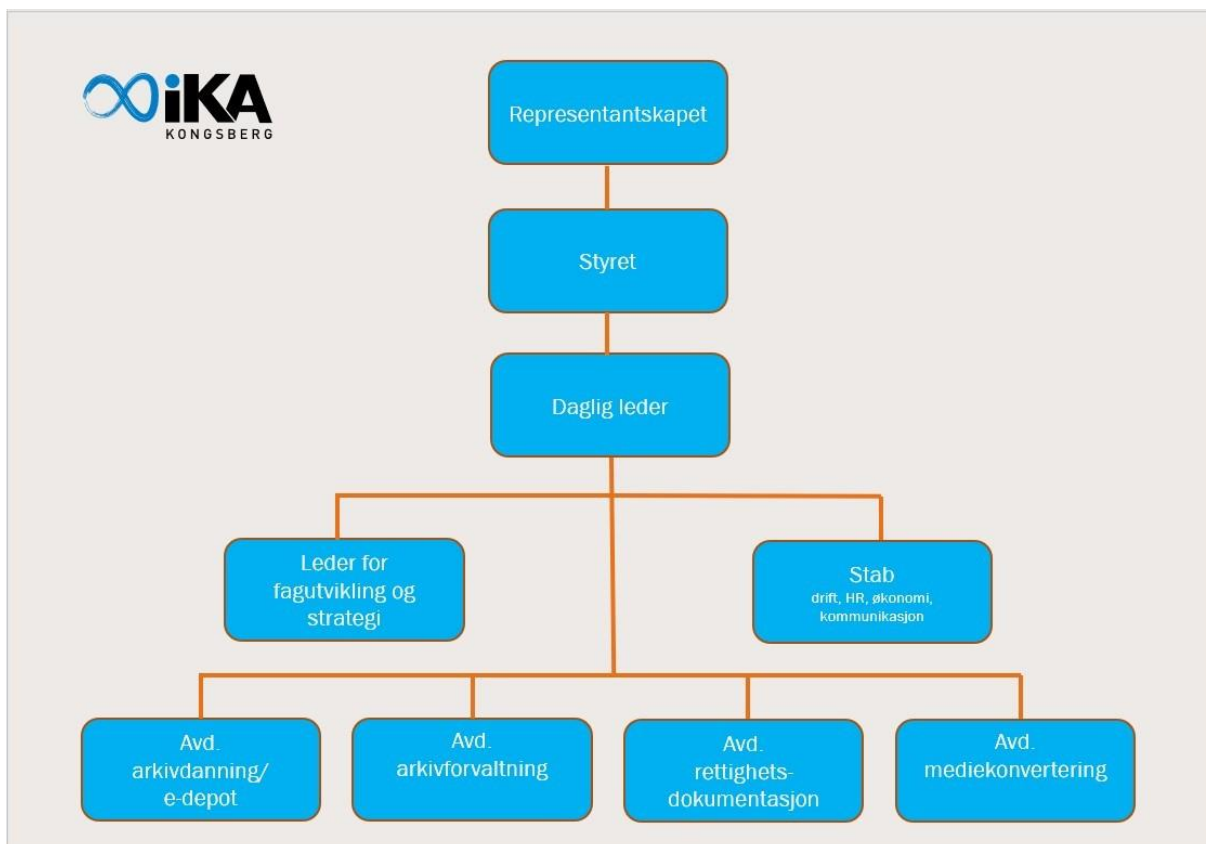 iKA
KONGSBERG
Representantskapet
Styret
Daglig leder
Leder for
fagutvikling og
strategi
Stab
drift, HR, økonomi,
kommunikasjon
Avd.
arkivdanning/
e-depot
Avd.
arkivforvaltning
Avd.
rettighets-
dokumentasjon
Avd.
mediekonvertering